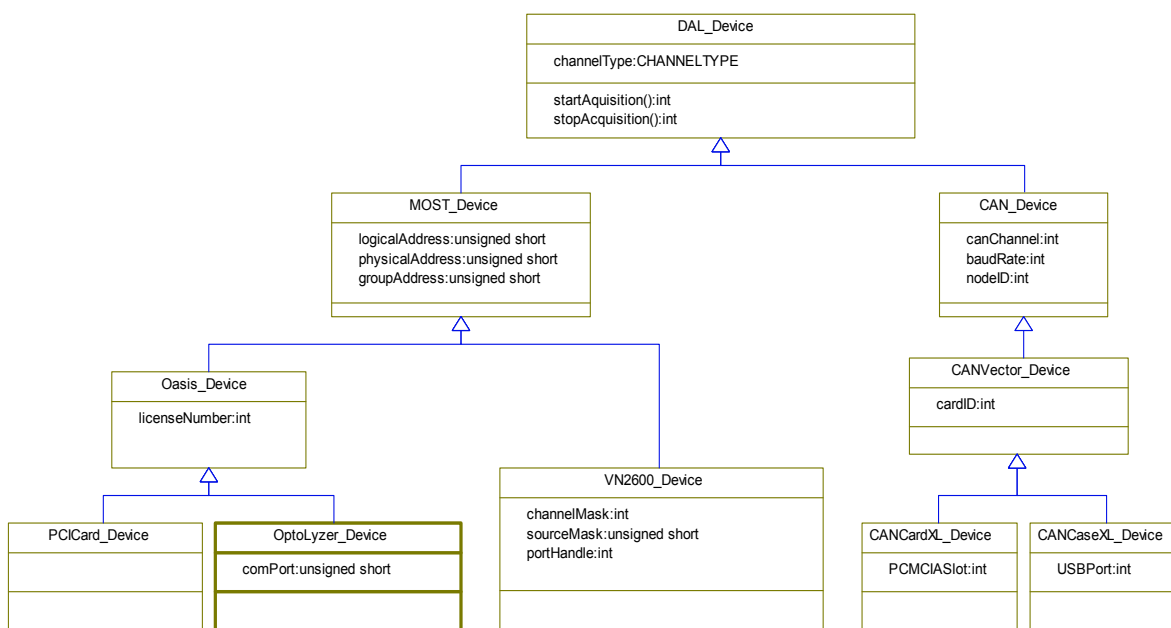 DAL_Device
channelType:CHANNELTYPE
startAquisition():int
stopAcquisition():int
MOST_Device
logicalAddress:unsigned short
physicalAddress:unsigned short
groupAddress:unsigned short
CAN_Device
canChannel:int
baudRate:int
nodeID:int
Oasis_Device
licenseNumber:int
CANVector_Device
cardID:int
VN2600_Device
channelMask:int
sourceMask:unsigned short
portHandle:int
PCICard_Device
OptoLyzer_Device
comPort:unsigned short
CANCardXL_Device
PCMCIASlot:int
CANCaseXL_Device
USBPort:int